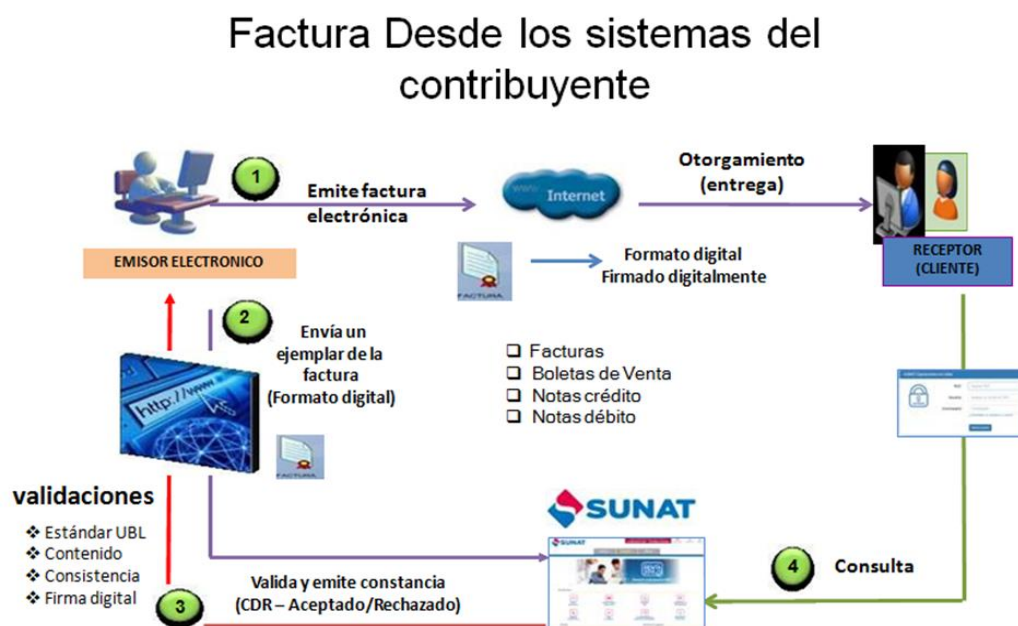 Factura Desde los sistemas del
contribuyente
1
Emite factura
electrónica
www
Internet
Otorgamiento
(entrega)
EMISOR ELECTRONICO
FACTURA
Formato digital
Firmado digitalmente
RECEPTOR
(CLIENTE)
2
Envía un
ejemplar de la
factura
(Formato digital)
http://www.
FACTURA
❑ Facturas
❑ Boletas de Venta
❑ Notas crédito
❑ Notas débito
validaciones
❖ Estándar UBL
❖ Contenido
❖ Consistencia
❖ Firma digital
SUNAT
SUNAT
3
Valida y emite constancia
(CDR – Aceptado/Rechazado)
4
Consulta